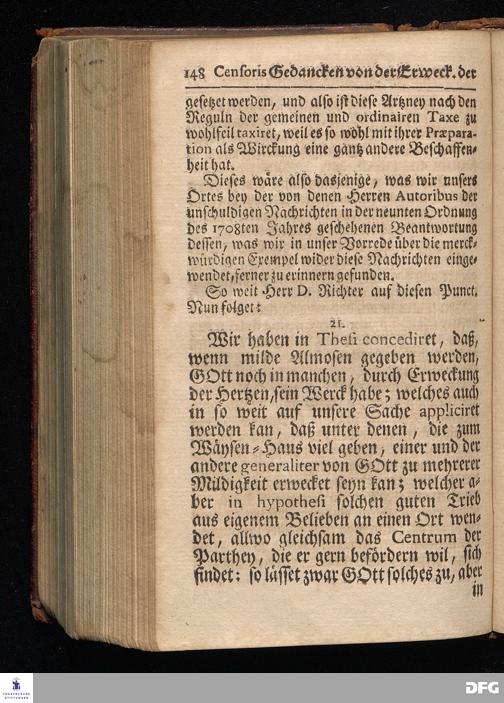 148 Censoris Gedancken von der Erweck. der
gesetzet werden, und also ist diese Artzney nach den
Reguln der gemeinen und ordinairen Taxe zu
wohlfeil taxiret, weil es so wohl mit ihrer Præpara-
tion als Wirckung eine gantz andere Beschaffen-
heit hat.
Dieses wäre also dasjenige, was wir unsers
Ortes bey der von denen Herren Autoribus der
unschuldigen Nachrichten in der neunten Ordnung
des 1708ten Jahres geschehenen Beantwortung
dessen, was wir in unser Vorrede über die merck-
würdigen Exempel wider diese Nachrichten einge-
wendet, ferner zu erinnern gefunden.
So weit Herr D. Richter auf diesen Punct.
Nun folget:
21.
Wir haben in Thesi concediret, daß,
wenn milde Almosen gegeben werden,
GOtt noch in manchen, durch Erweckung
der Hertzen, sein Werck habe; welches auch
in so weit auf unsere Sache appliciret
werden kan, daß unter denen, die zum
Wäysen-Haus viel geben, einer und der
andere generaliter von GOtt zu mehrerer
Mildigkeit erwecket seyn kan; welcher a-
ber in hypothesi solchen guten Trieb
aus eigenem Belieben an einen Ort wen-
det, allwo gleichsam das Centrum der
Parthey, die er gern befördern wil, sich
findet: so lässet zwar GOtt solches zu, aber
in
FRANCKESCHE
STIFTUNGEN
DFG